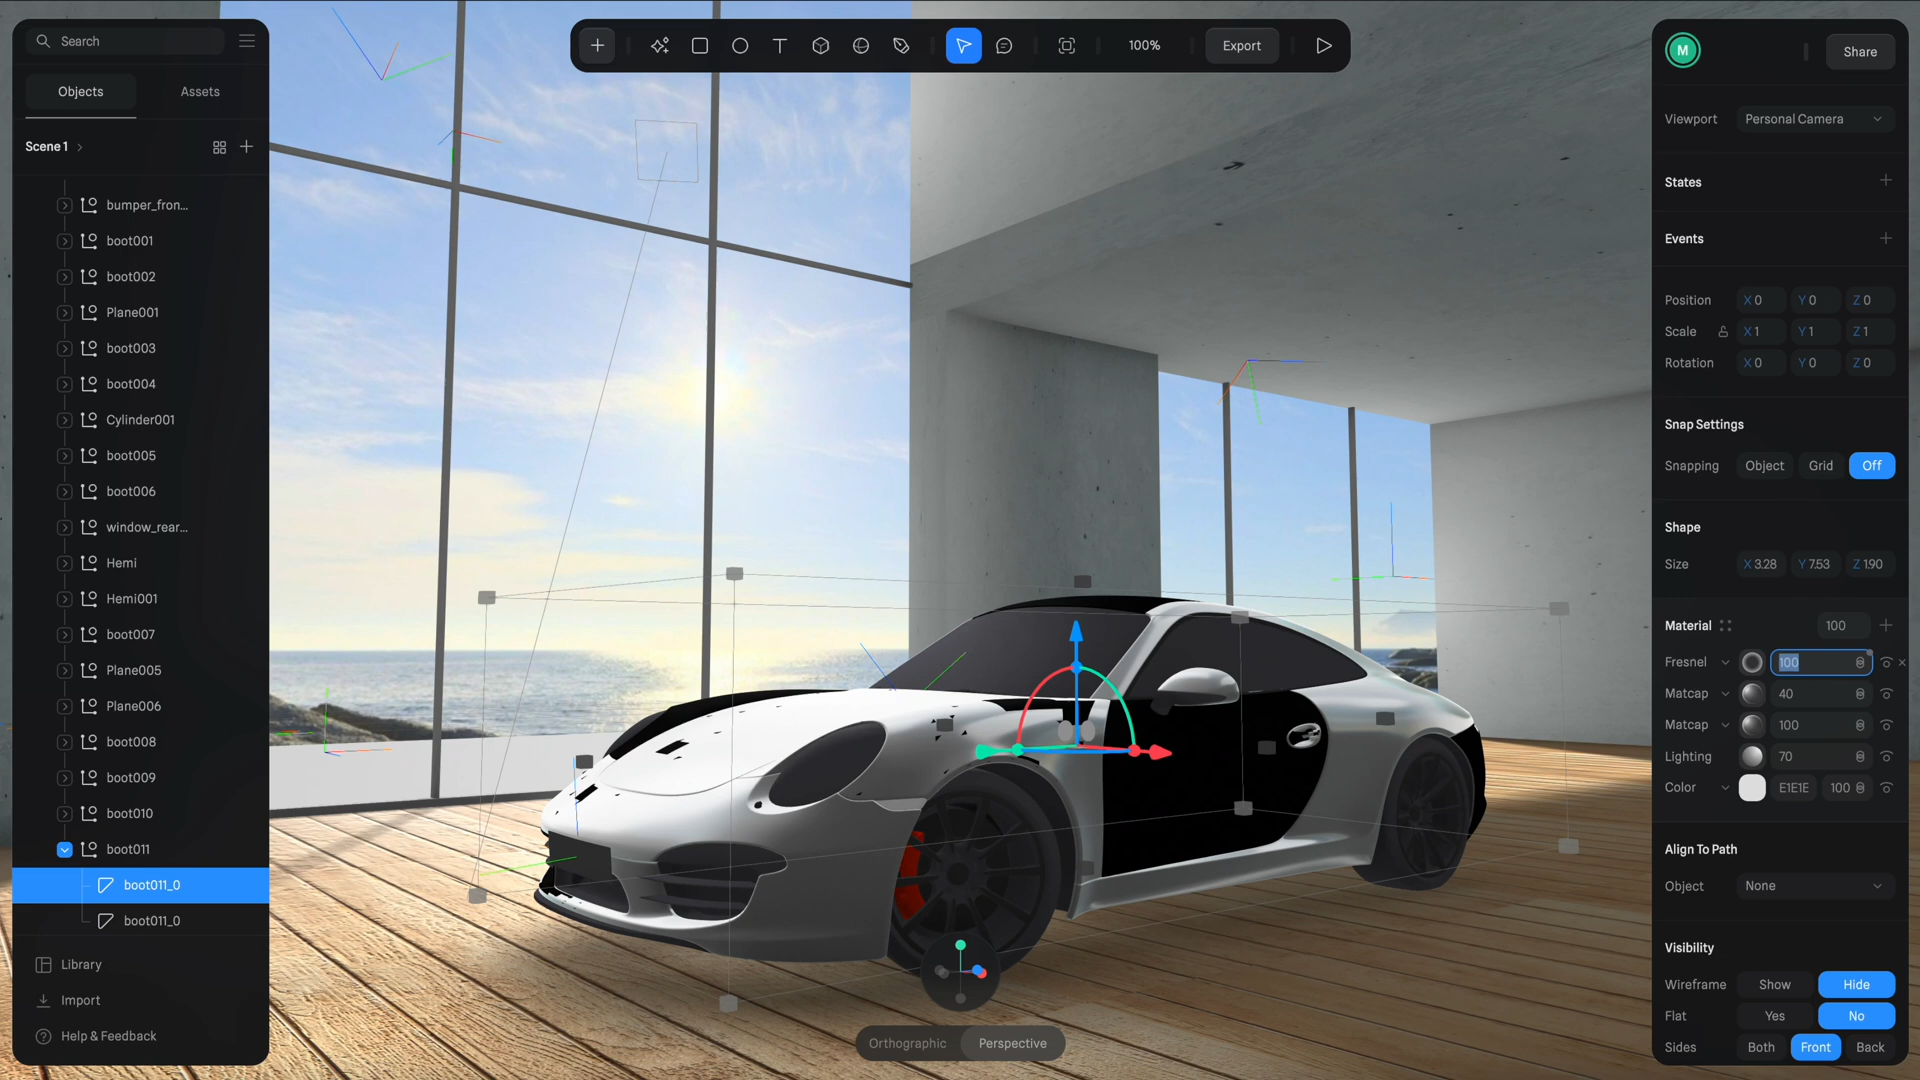 Search
Objects
Assets
Scene 1
bumper_fron...
boot001
boot002
Plane001
boot003
boot004
Cylinder001
boot005
boot006
window_rear...
Hemi
Hemi001
boot007
Plane005
Plane006
boot008
boot009
boot010
boot011
boot011_0
boot011_0
Library
Import
Help & Feedback
T
100%
Export
Orthographic
Perspective
M
Share
Viewport
Personal Camera
States
Events
Position X 0 Y 0 Z 0
Scale X 1 Y 1 Z 1
Rotation X 0 Y 0 Z 0
Snap Settings
Snapping Object Grid Off
Shape
Size X 3.28 Y 7.53 Z 1.90
Material 100
Fresnel 100
Matcap 40
Matcap 100
Lighting 70
Color E1E1E 100
Align To Path
Object None
Visibility
Wireframe Show Hide
Flat Yes No
Sides Both Front Back